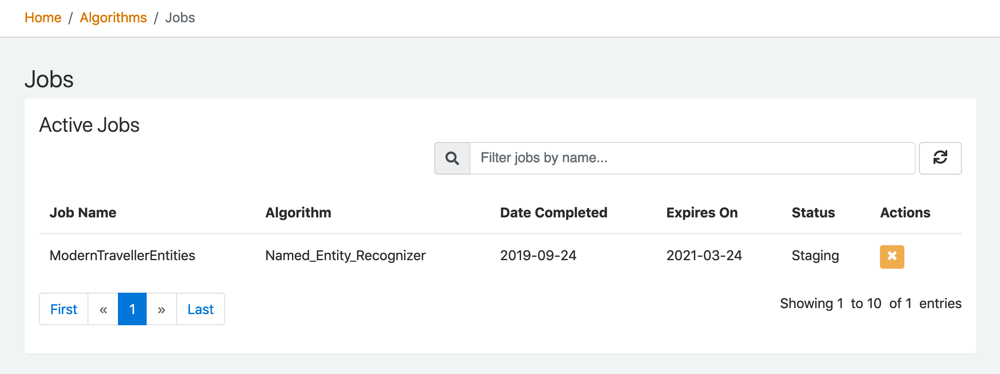 Home / Algorithms / Jobs
Jobs
Active Jobs
Filter jobs by name...
Job Name Algorithm Date Completed Expires On Status Actions
ModernTravellerEntities Named_Entity_Recognizer 2019-09-24 2021-03-24 Staging
First « 1 » Last
Showing 1 to 10 of 1 entries